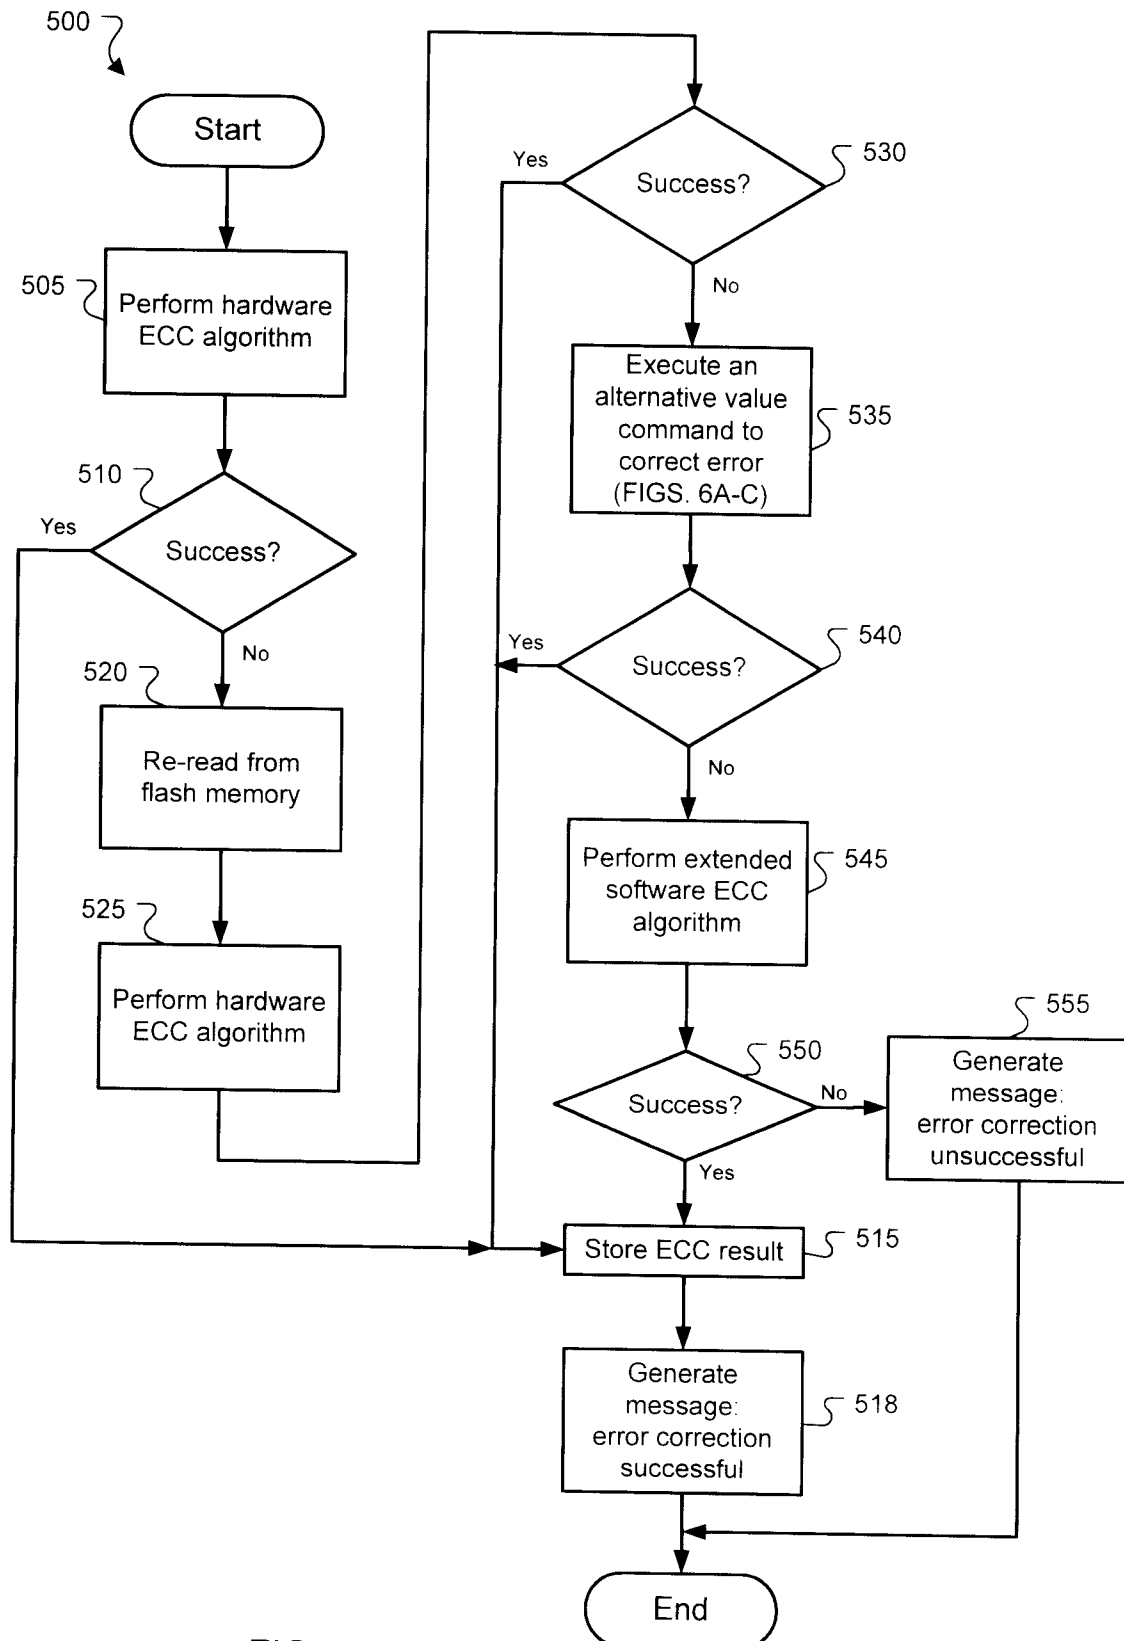 500
Start
505
Perform hardware
ECC algorithm
510
Yes
Success?
No
520
Re-read from
flash memory
525
Perform hardware
ECC algorithm
Yes
530
Success?
No
Execute an
alternative value
command to
correct error
(FIGS. 6A-C)
535
Yes
540
Success?
No
Perform extended
software ECC
algorithm
545
550
Success?
No
Yes
555
Generate
message:
error correction
unsuccessful
Store ECC result
515
Generate
message:
error correction
successful
518
End